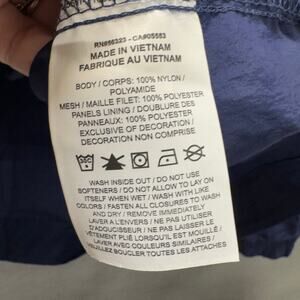 RN#56323 - CA#05553
MADE IN VIETNAM
FABRIQUE AU VIETNAM
BODY / CORPS: 100% NYLON /
POLYAMIDE
MESH / MAILLE FILET: 100% POLYESTER
PANELS LINING / DOUBLURE DES
PANNEAUX: 100% POLYESTER
EXCLUSIVE OF DECORATION /
DECORATION NON COMPRISE
WASH INSIDE OUT / DO NOT USE
SOFTENERS / DO NOT ALLOW TO LAY ON
ITSELF WHEN WET / WASH WITH LIKE
COLORS / FASTEN ALL CLOSURES TO WASH
AND DRY / REMOVE IMMEDIATELY
LAVER A L'ENVERS / NE PAS UTILISER
D'ADOUCISSEUR / NE PAS LAISSER LE
VÊTEMENT PLIÉ LORSQU'IL EST MOUILLÉ /
LAVER AVEC COULEURS SIMILAIRES /
VEUILLEZ BOUCLER TOUTES LES ATTACHES